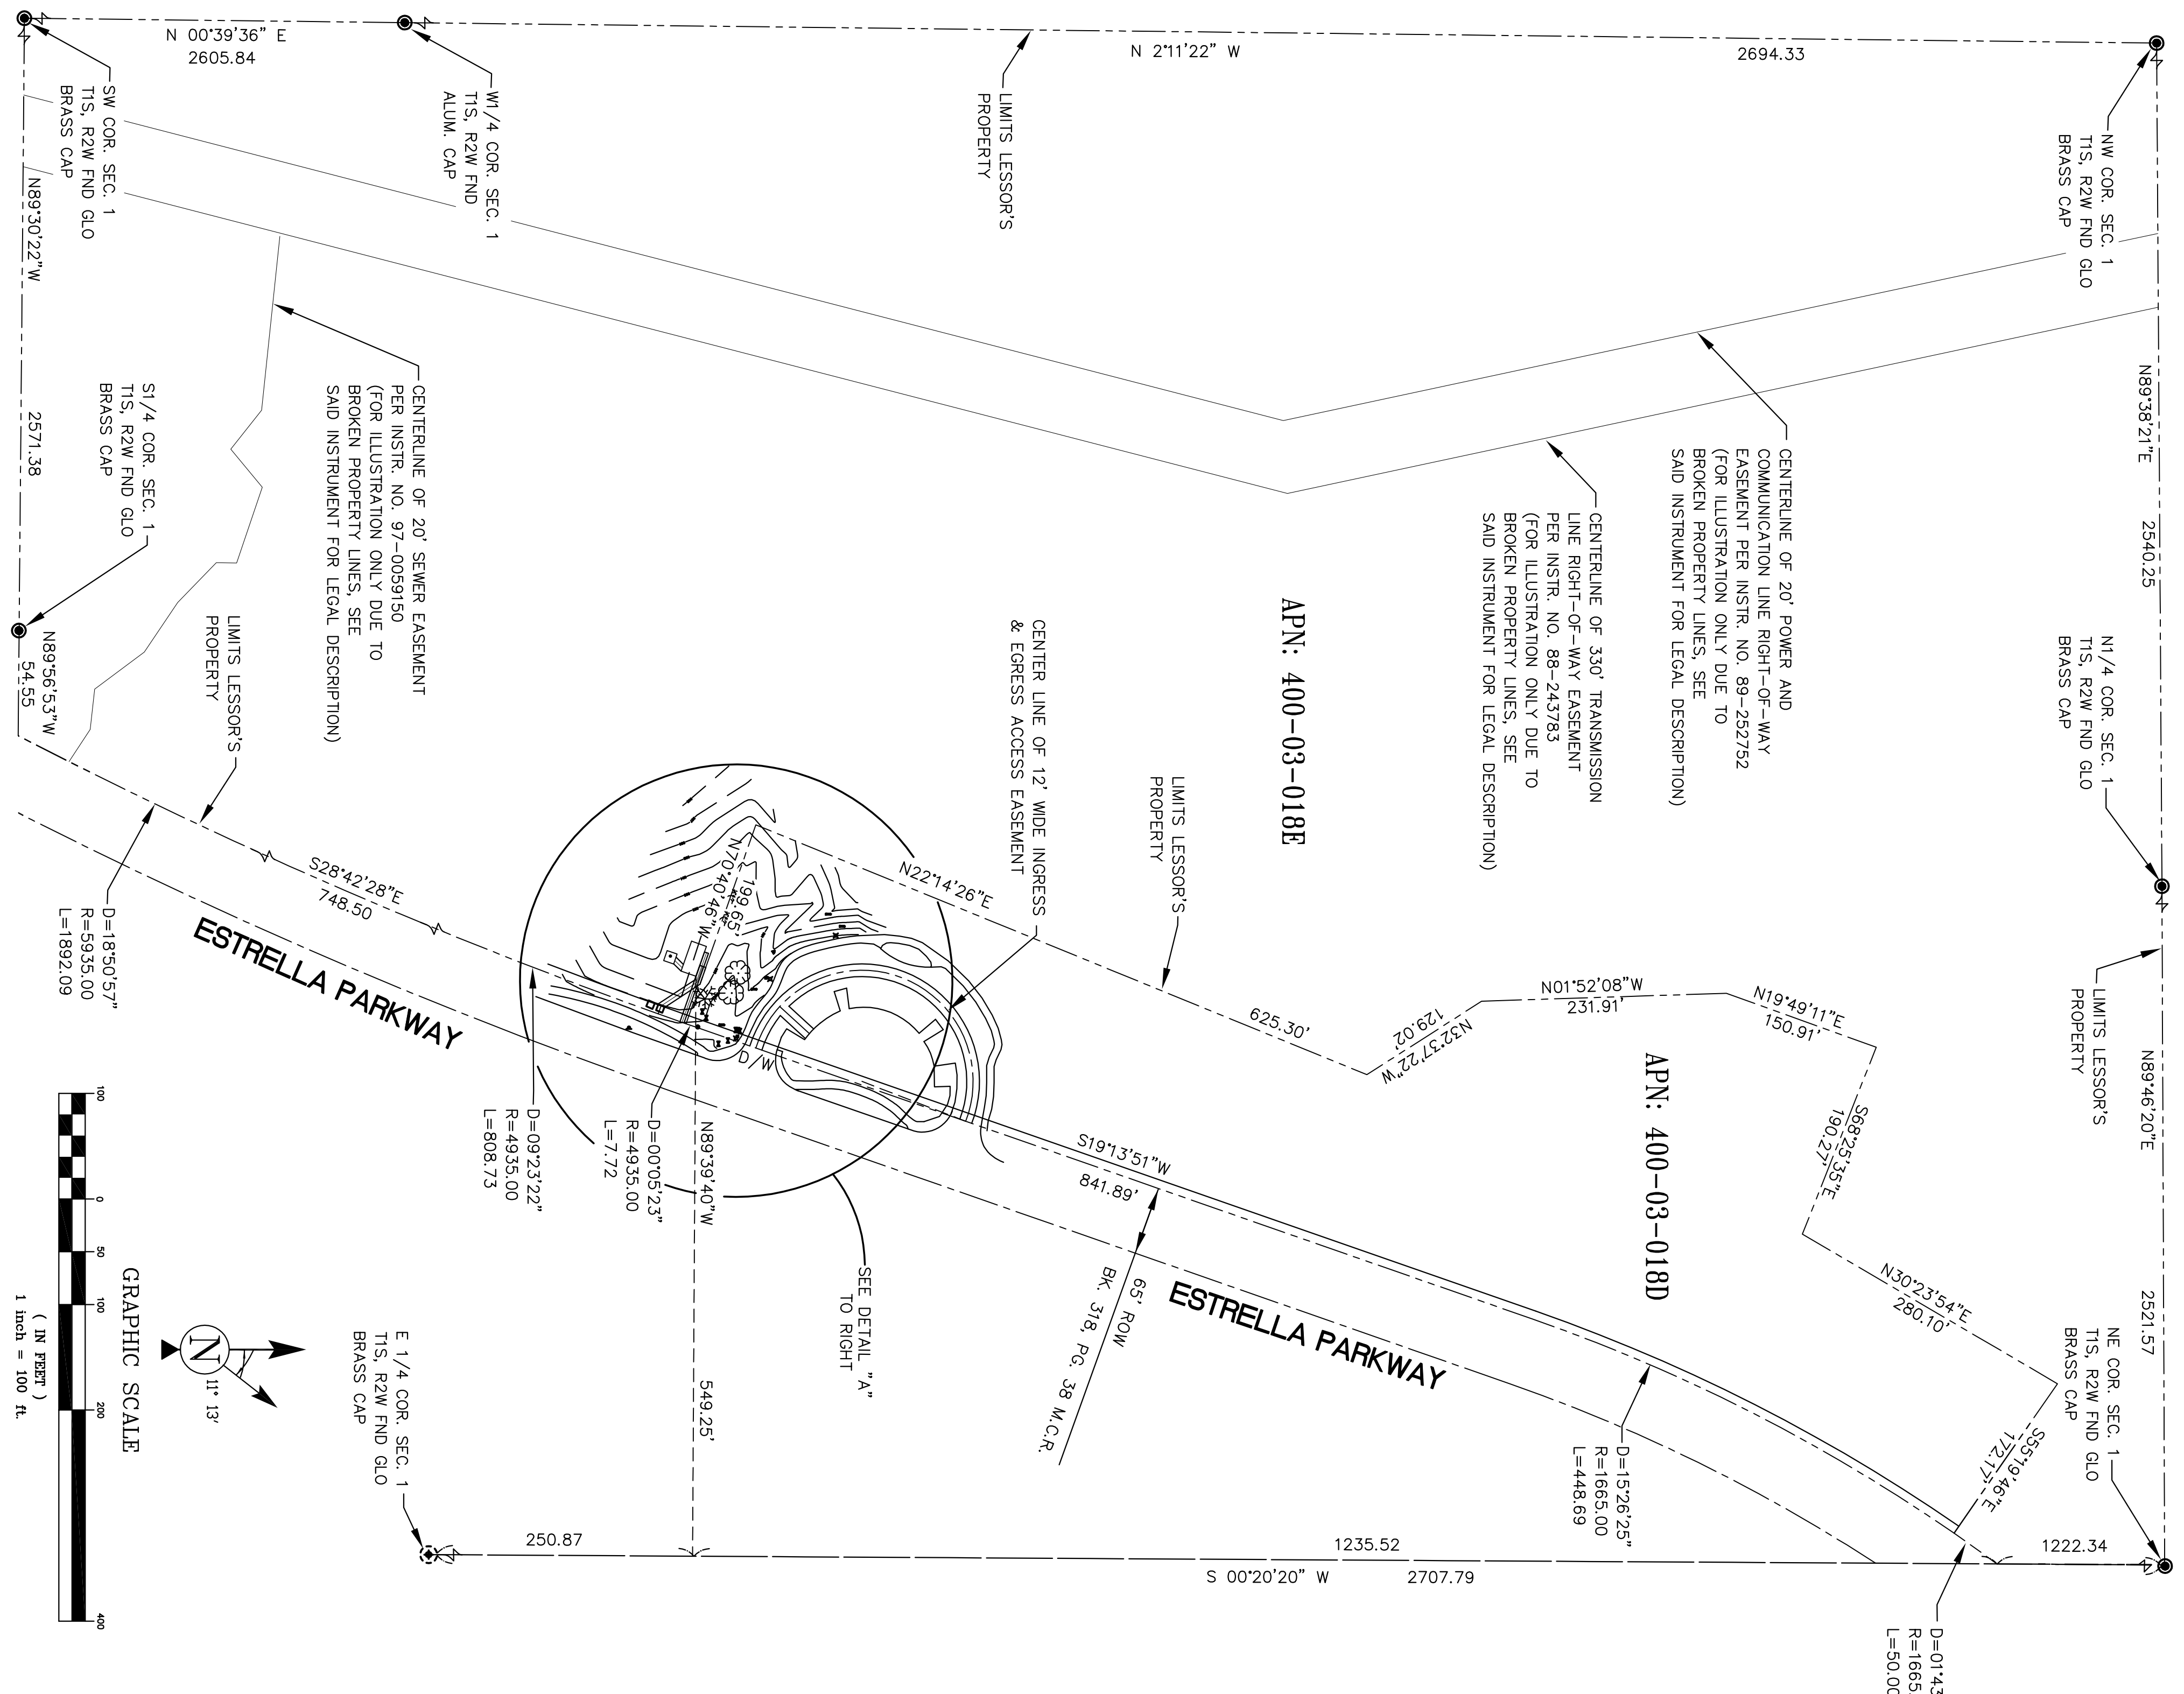 N 00°39'36" E
2605.84
N 2°11'22" W
2694.33
SW COR. SEC. 1
T1S, R2W FND GLO
BRASS CAP
W1/4 COR. SEC. 1
T1S, R2W FND
ALUM. CAP
LIMITS LESSOR'S
PROPERTY
NW COR. SEC. 1
T1S, R2W FND GLO
BRASS CAP
N89°30'22"W
2571.38
N89°38'21"E
2540.25
S1/4 COR. SEC. 1
T1S, R2W FND GLO
BRASS CAP
CENTERLINE OF 20' SEWER EASEMENT
PER INSTR. NO. 97-0059150
(FOR ILLUSTRATION ONLY DUE TO
BROKEN PROPERTY LINES, SEE
SAID INSTRUMENT FOR LEGAL DESCRIPTION)
CENTERLINE OF 20' POWER AND
COMMUNICATION LINE RIGHT-OF-WAY
EASEMENT PER INSTR. NO. 89-252752
(FOR ILLUSTRATION ONLY DUE TO
BROKEN PROPERTY LINES, SEE
SAID INSTRUMENT FOR LEGAL DESCRIPTION)
CENTERLINE OF 330' TRANSMISSION
LINE RIGHT-OF-WAY EASEMENT
PER INSTR. NO. 88-243783
(FOR ILLUSTRATION ONLY DUE TO
BROKEN PROPERTY LINES, SEE
SAID INSTRUMENT FOR LEGAL DESCRIPTION)
APN: 400-03-018E
CENTER LINE OF 12' WIDE INGRESS
& EGRESS ACCESS EASEMENT
N1/4 COR. SEC. 1
T1S, R2W FND GLO
BRASS CAP
N89°56'53"W
54.55
LIMITS LESSOR'S
PROPERTY
LIMITS LESSOR'S
PROPERTY
S28°42'28"E
748.50
N70°40'46"W
199.65'
N22°14'26"E
625.30'
N32°37'22"W
129.02'
N01°52'08"W
231.91'
N19°49'11"E
150.91'
S68°25'35"E
190.27'
N30°23'54"E
280.10'
S55°19'46"E
172.17'
LIMITS LESSOR'S
PROPERTY
N89°46'20"E
2521.57
D=18°50'57"
R=5935.00
L=1892.09
ESTRELLA PARKWAY
D/W
D=09°23'22"
R=4935.00
L=808.73
D=00°05'23"
R=4935.00
L=7.72
N89°39'40"W
549.25'
S19°13'51"W
841.89'
APN: 400-03-018D
SEE DETAIL "A"
TO RIGHT
65' ROW
BK. 318, PG. 38 M.C.R.
ESTRELLA PARKWAY
D=15°26'25"
R=1665.00
L=448.69
NE COR. SEC. 1
T1S, R2W FND GLO
BRASS CAP
E 1/4 COR. SEC. 1
T1S, R2W FND GLO
BRASS CAP
250.87
1235.52
1222.34
S 00°20'20" W
2707.79
D=01°43
R=1665.
L=50.00
N
11° 13'
100 0 50 100 200 400
GRAPHIC SCALE
( IN FEET )
1 inch = 100 ft.